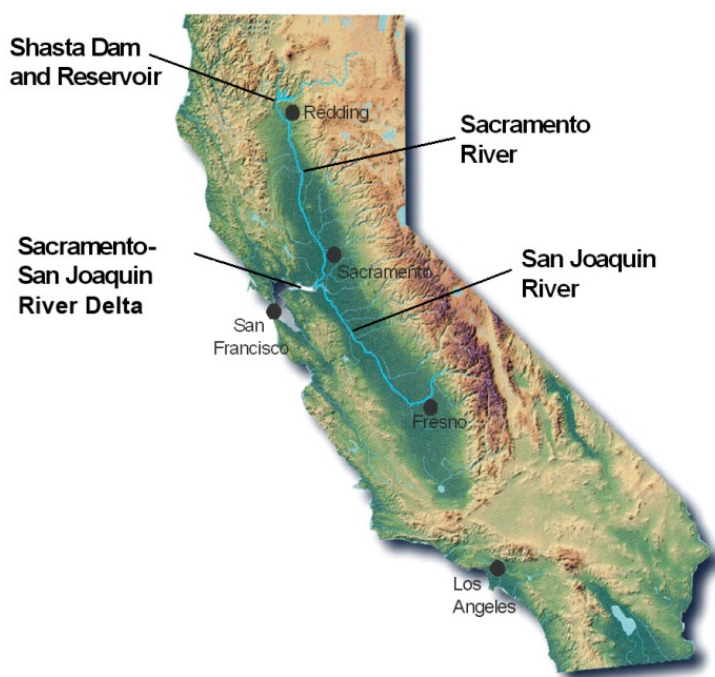 Shasta Dam
and Reservoir
Redding
Sacramento
River
Sacramento-
San Joaquin
River Delta
Sacramento
San Joaquin
River
San
Francisco
Fresno
Los
Angeles